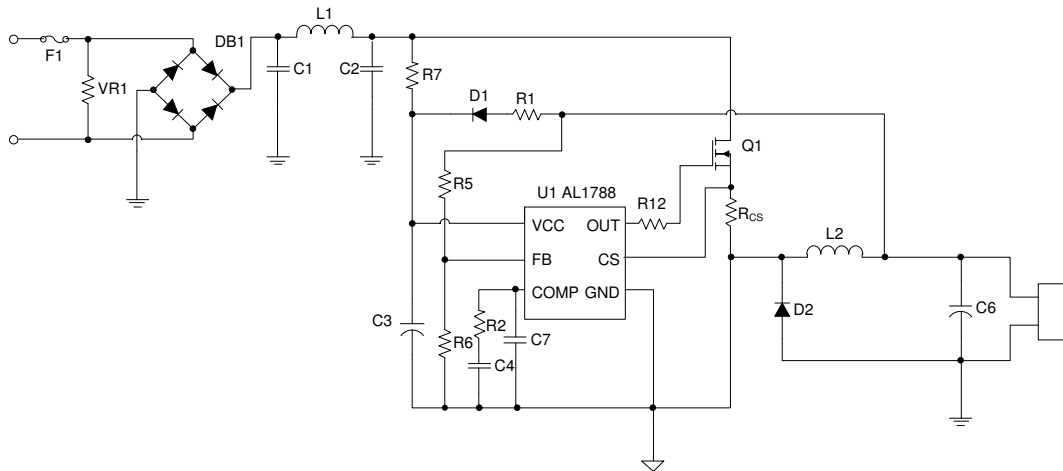 L1
DB1
F1
C1
C2
R7
VR1
D1
R1
Q1
R5
U1 AL1788
R12
RCS
VCC
OUT
L2
FB
CS
COMP
GND
C3
R2
D2
C6
R6
C7
C4